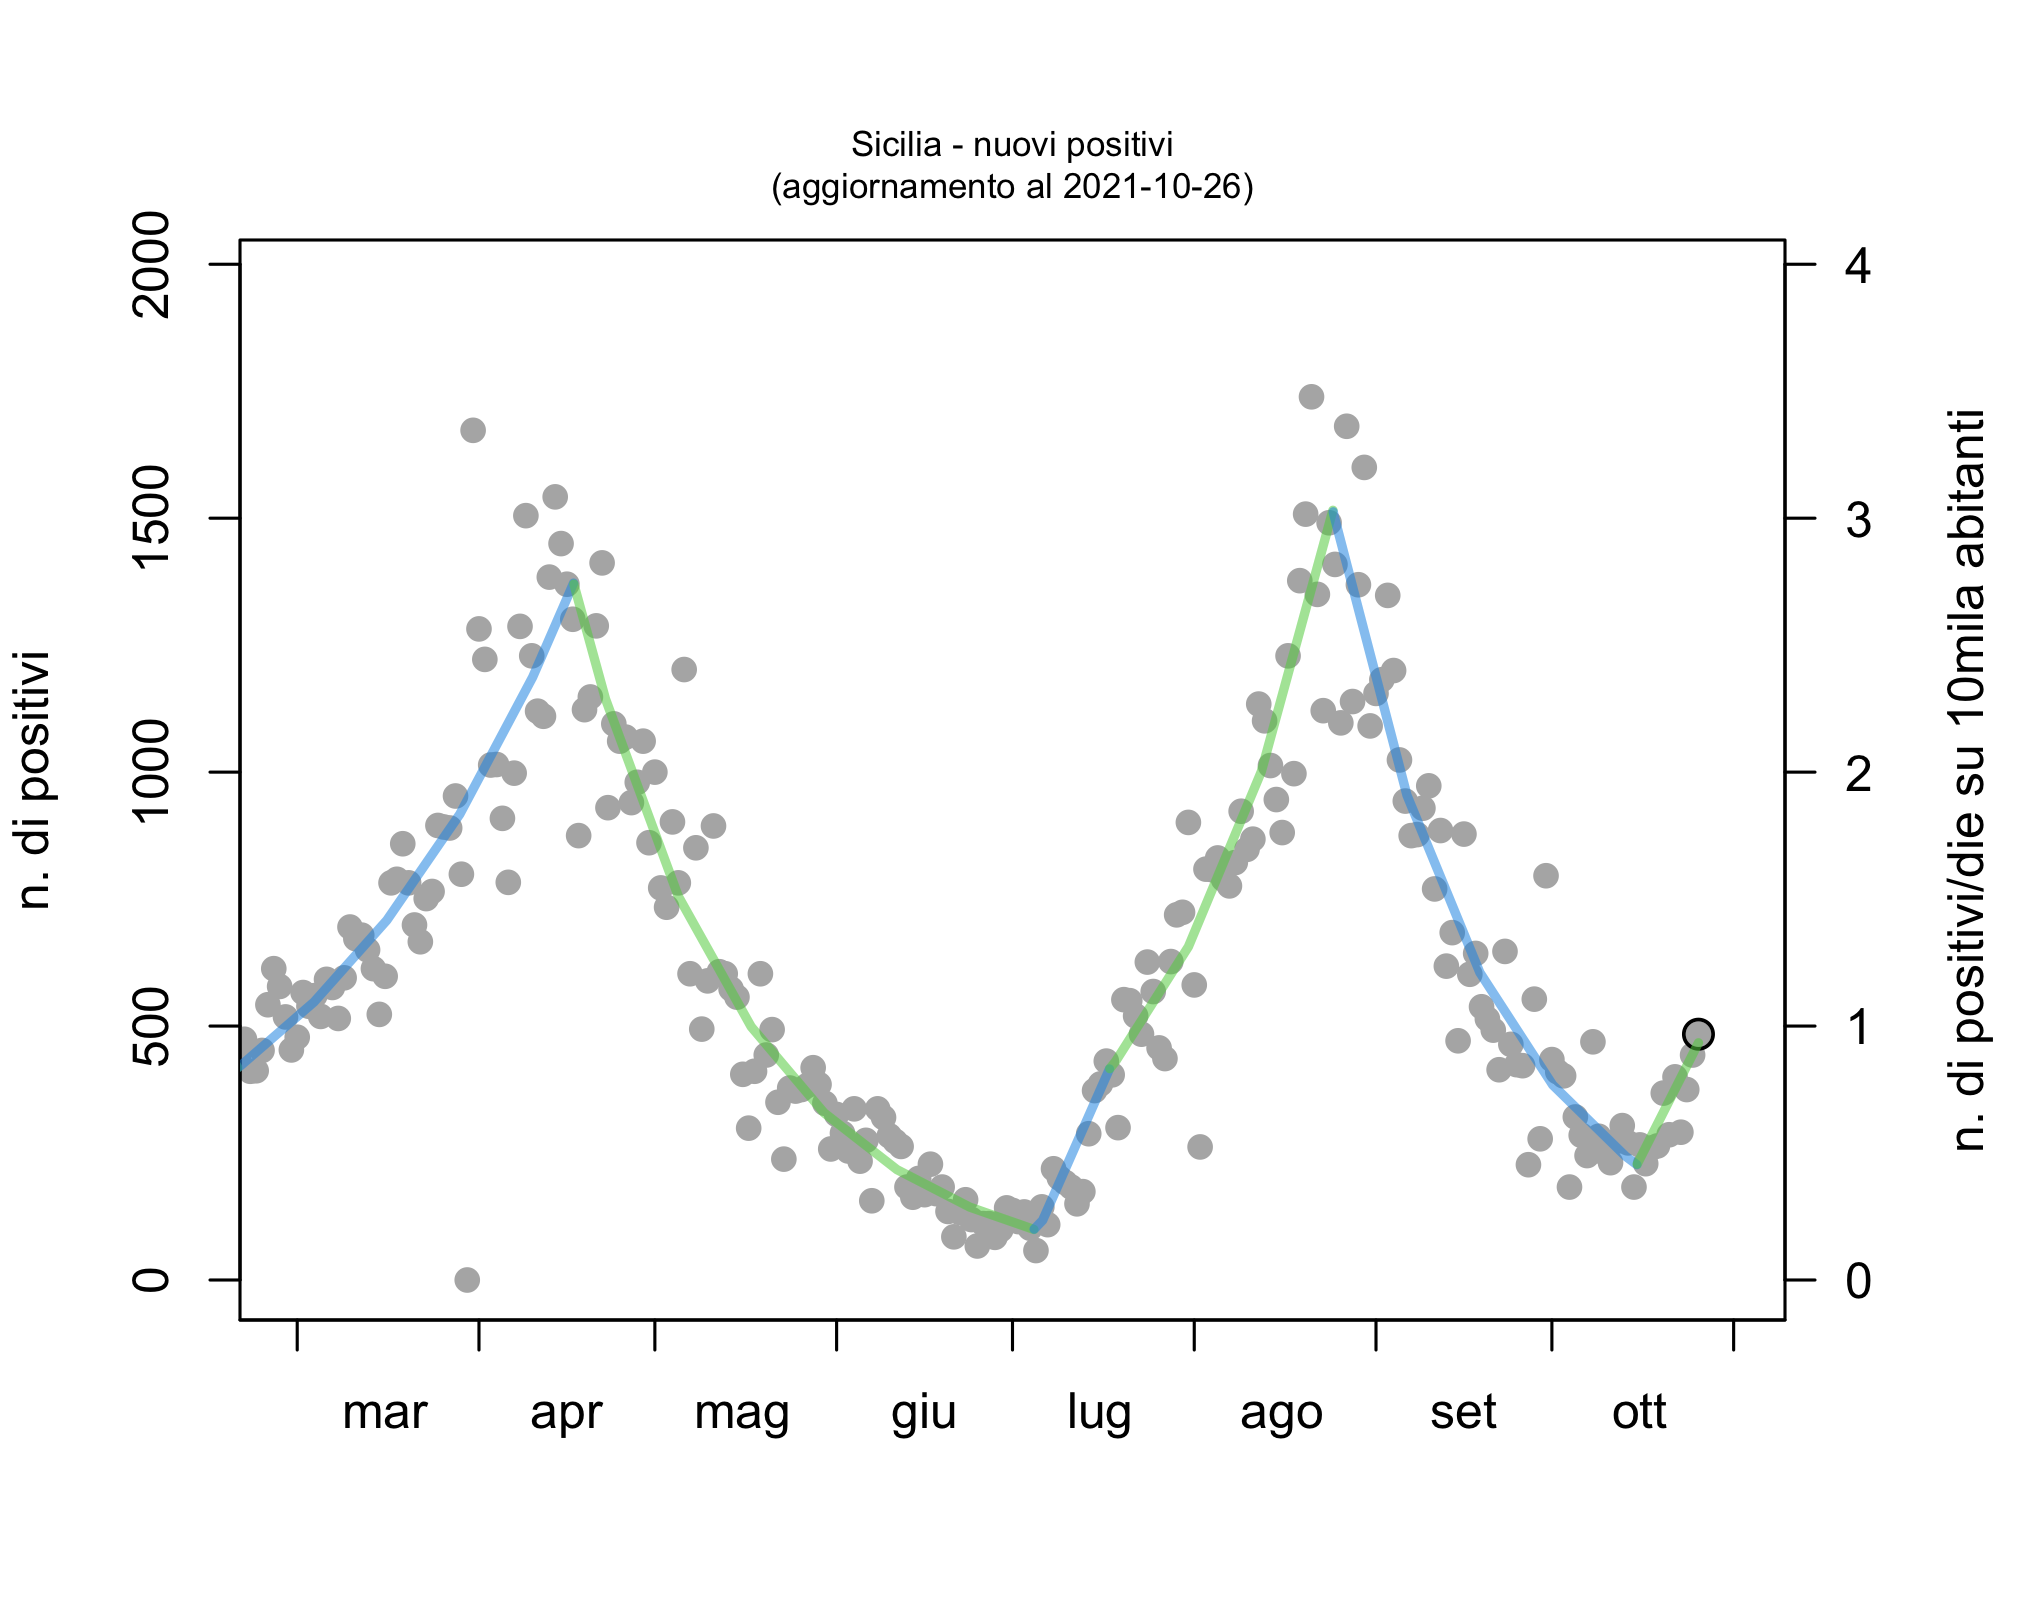 Sicilia - nuovi positivi
(aggiornamento al 2021-10-26)
n. di positivi
2000
1500
1000
500
0
4
3
2
1
0
n. di positivi/die su 10mila abitanti
mar apr mag giu lug ago set ott